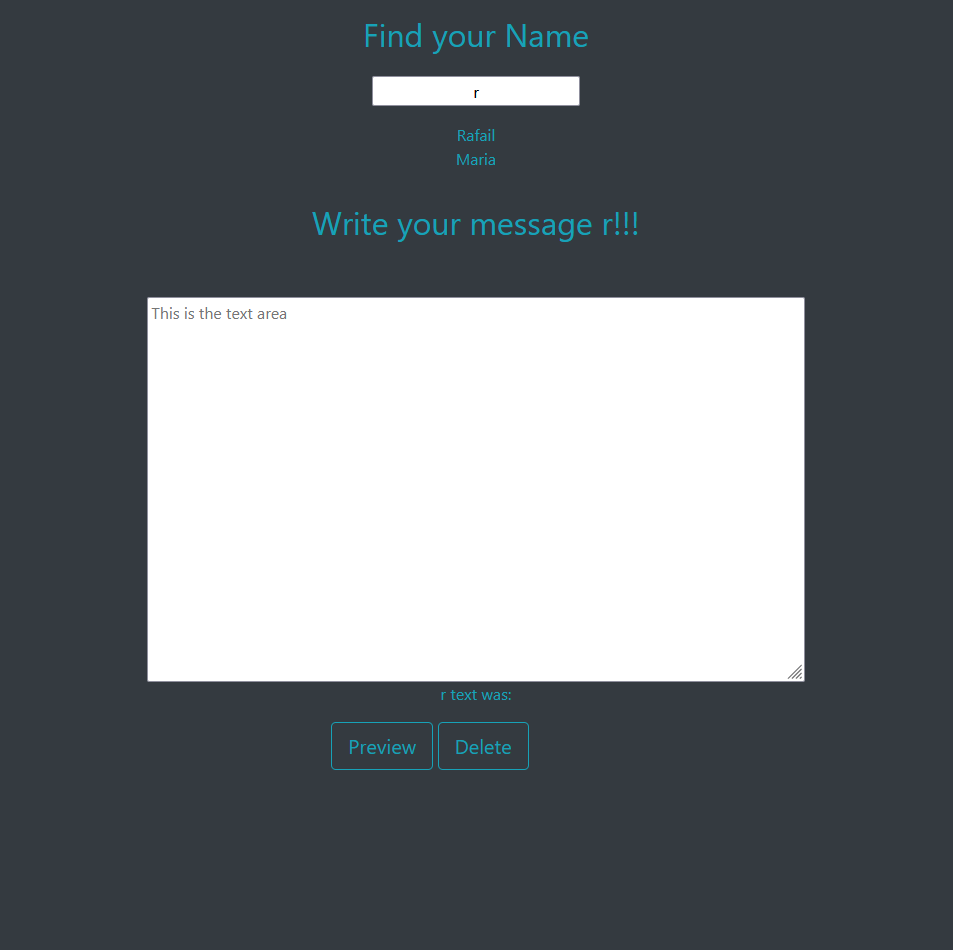 Find your Name
r
Rafail
Maria
Write your message r!!!
This is the text area
r text was:
Preview Delete